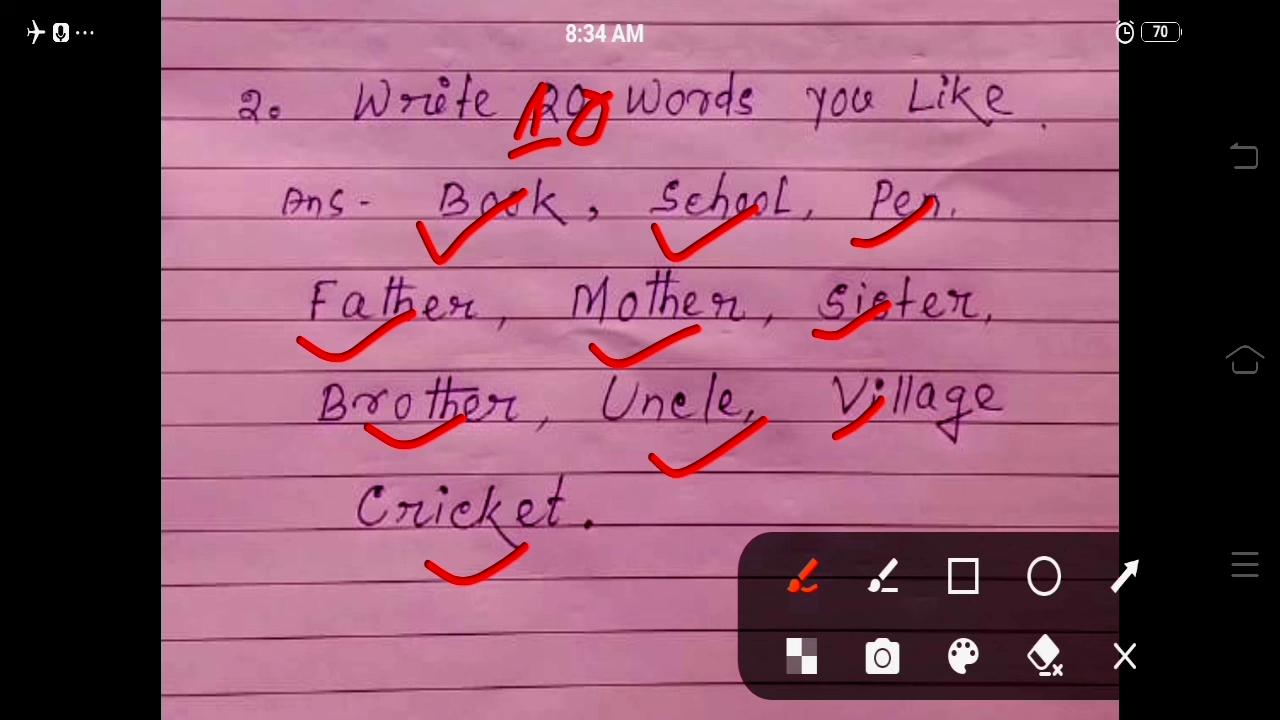 8:34 AM
70
2. Write 10 Words you Like.
Ans- Book, School, Pen.
Father, Mother, Sister,
Brother, Uncle, Village
Cricket.